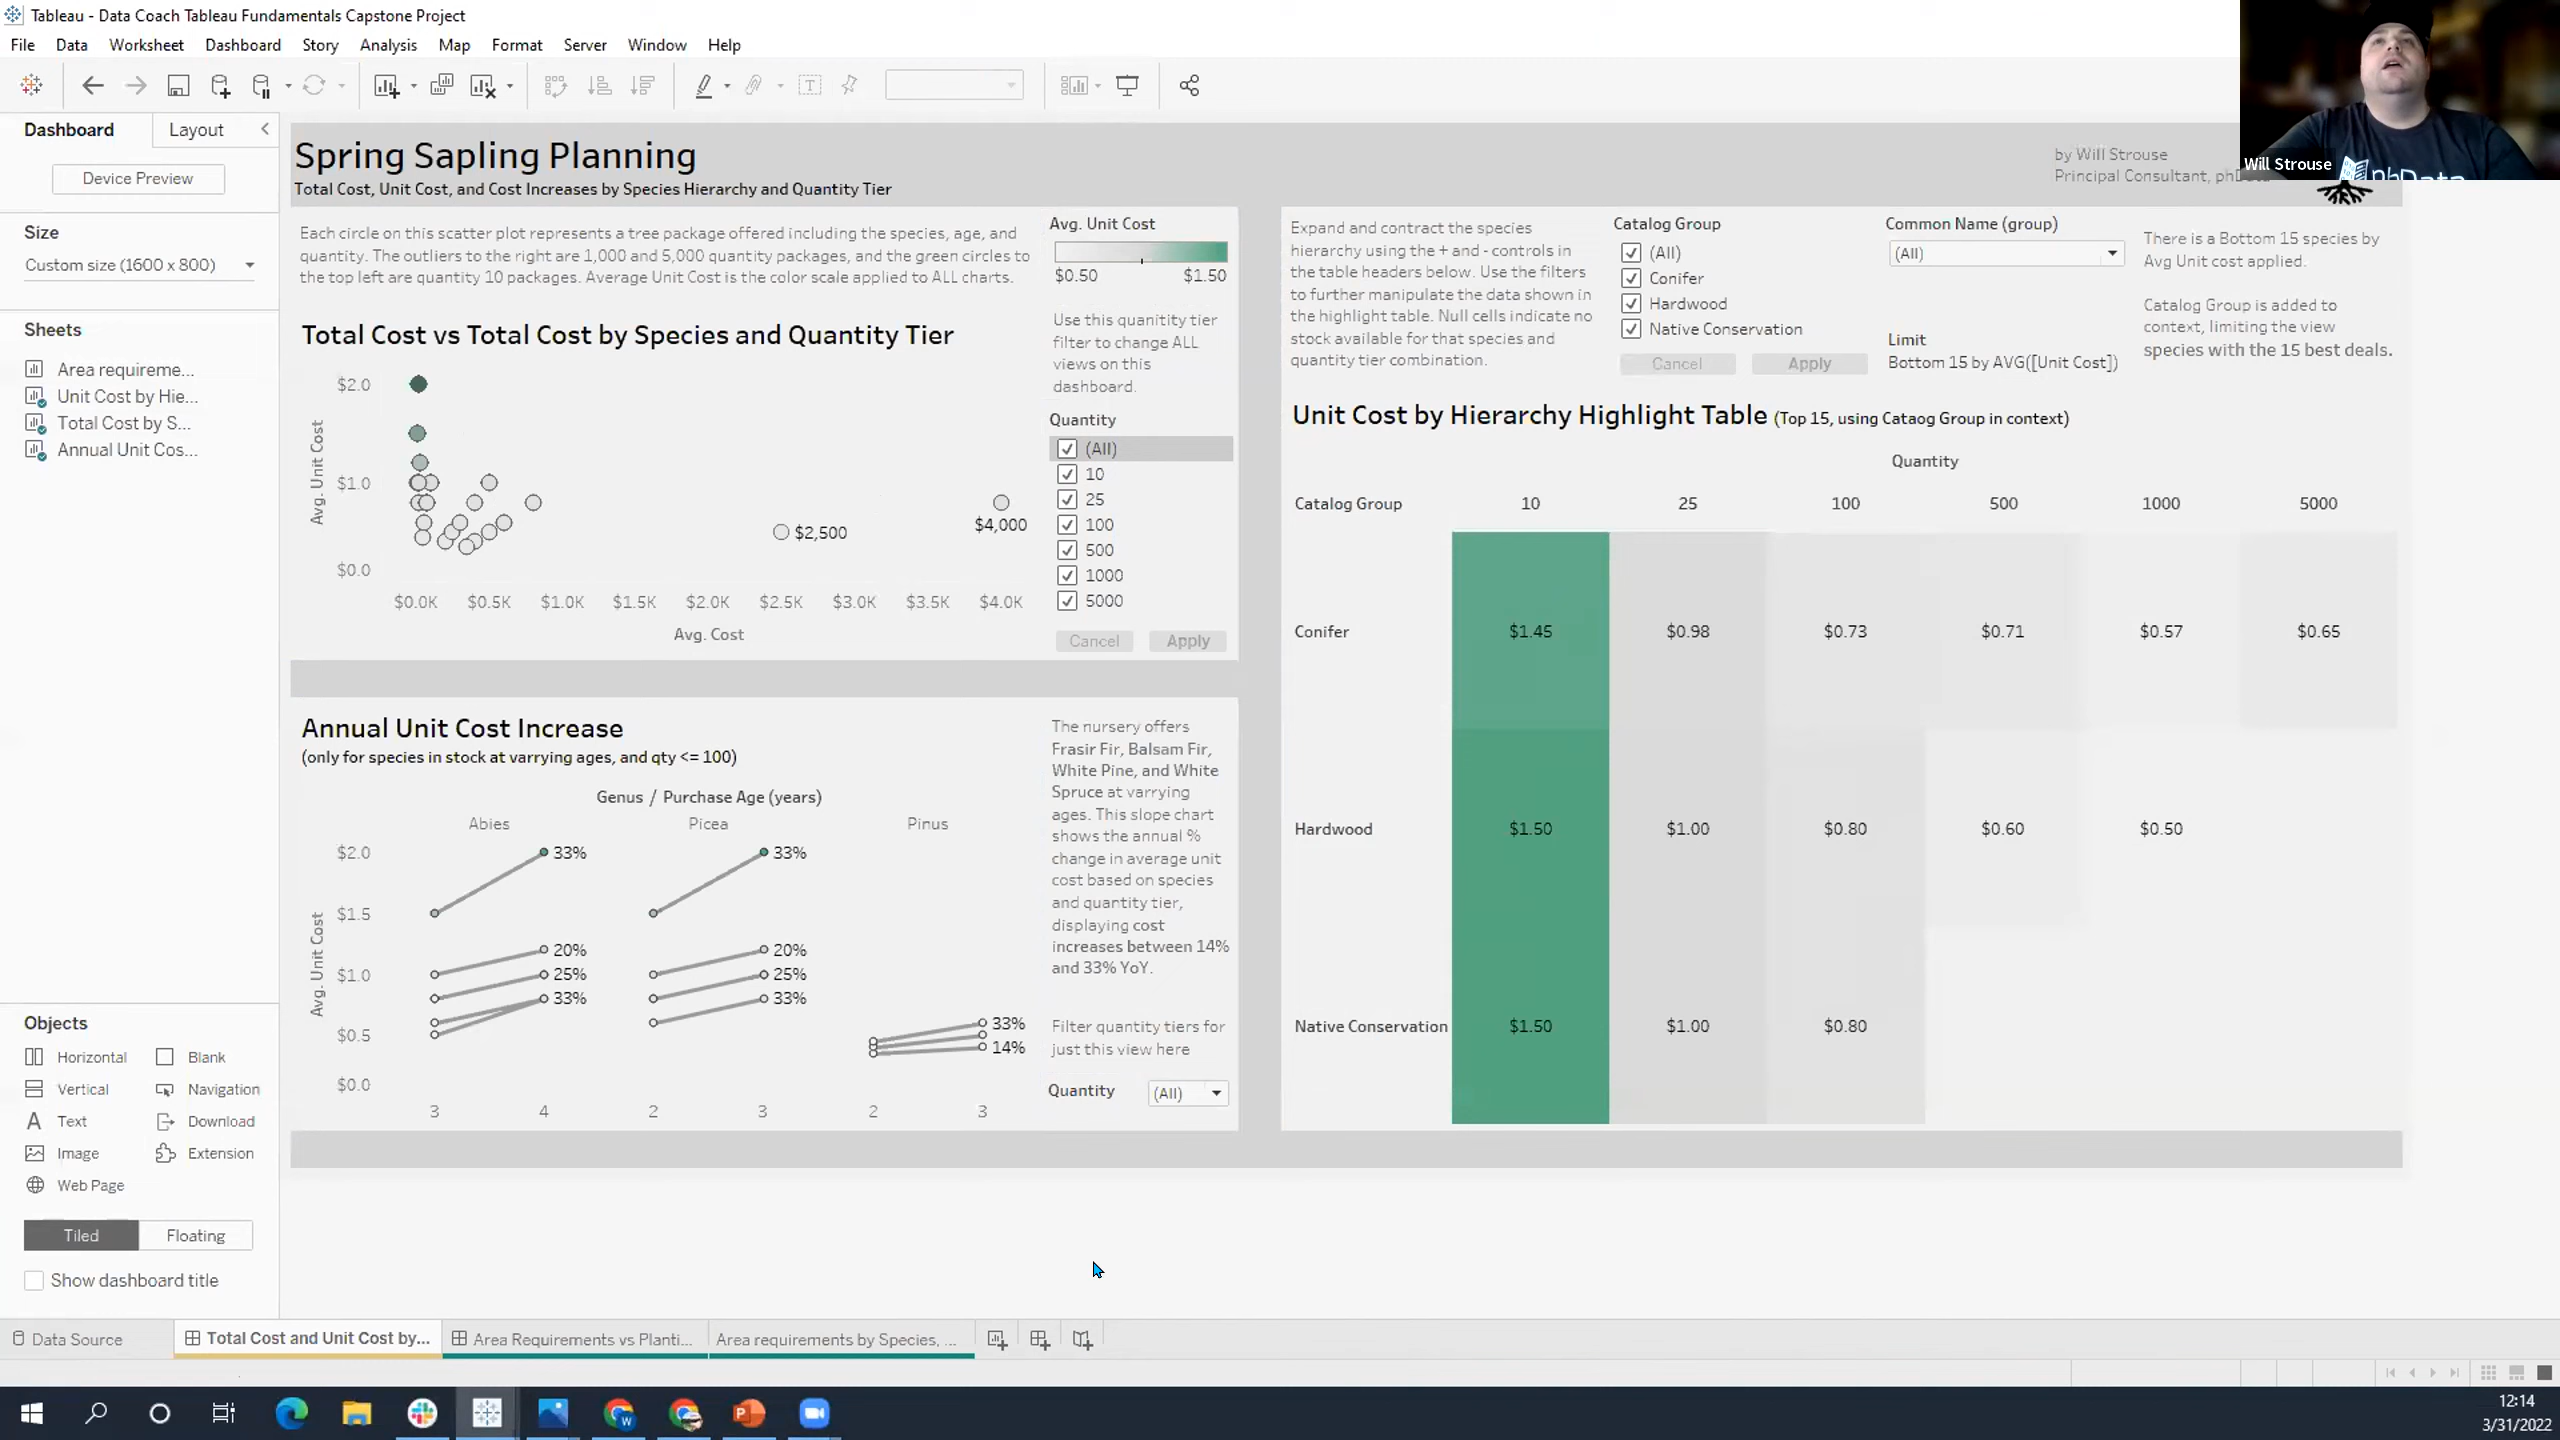 Tableau - Data Coach Tableau Fundamentals Capstone Project
File Data Worksheet Dashboard Story Analysis Map Format Server Window Help
Will Strouse
Dashboard Layout
Device Preview
Size
Custom size (1600 x 800)
Sheets
Area requireme...
Unit Cost by Hie...
Total Cost by S...
Annual Unit Cos...
Objects
Horizontal Blank
Vertical Navigation
Text Download
Image Extension
Web Page
Tiled Floating
Show dashboard title
Spring Sapling Planning
Total Cost, Unit Cost, and Cost Increases by Species Hierarchy and Quantity Tier
by Will Strouse
Principal Consultant,
Each circle on this scatter plot represents a tree package offered including the species, age, and
quantity. The outliers to the right are 1,000 and 5,000 quantity packages, and the green circles to
the top left are quantity 10 packages. Average Unit Cost is the color scale applied to ALL charts.
Total Cost vs Total Cost by Species and Quantity Tier
Avg. Unit Cost
$2.0
$1.0
$0.0
$2,500
$4,000
$0.0K $0.5K $1.0K $1.5K $2.0K $2.5K $3.0K $3.5K $4.0K
Avg. Cost
Avg. Unit Cost
$0.50 $1.50
Use this quanitity tier
filter to change ALL
views on this
dashboard.
Quantity
(All)
10
25
100
500
1000
5000
Cancel Apply
Annual Unit Cost Increase
(only for species in stock at varrying ages, and qty <= 100)
Genus / Purchase Age (years)
Abies Picea Pinus
Avg. Unit Cost
$2.0
$1.5
$1.0
$0.5
$0.0
33% 33%
20% 20%
25% 25%
33% 33%
33%
14%
3 4 2 3 2 3
The nursery offers
Frasir Fir, Balsam Fir,
White Pine, and White
Spruce at varrying
ages. This slope chart
shows the annual %
change in average unit
cost based on species
and quantity tier,
displaying cost
increases between 14%
and 33% YoY.
Filter quantity tiers for
just this view here
Quantity (All)
Expand and contract the species
hierarchy using the + and - controls in
the table headers below. Use the filters
to further manipulate the data shown in
the highlight table. Null cells indicate no
stock available for that species and
quantity tier combination.
Catalog Group
(All)
Conifer
Hardwood
Native Conservation
Cancel Apply
Common Name (group)
(All)
Limit
Bottom 15 by AVG([Unit Cost])
There is a Bottom 15 species by
Avg Unit cost applied.
Catalog Group is added to
context, limiting the view
species with the 15 best deals.
Unit Cost by Hierarchy Highlight Table (Top 15, using Cataog Group in context)
Quantity
Catalog Group 10 25 100 500 1000 5000
Conifer $1.45 $0.98 $0.73 $0.71 $0.57 $0.65
Hardwood $1.50 $1.00 $0.80 $0.60 $0.50
Native Conservation $1.50 $1.00 $0.80
Data Source Total Cost and Unit Cost by... Area Requirements vs Planti... Area requirements by Species, ...
12:14
3/31/2022